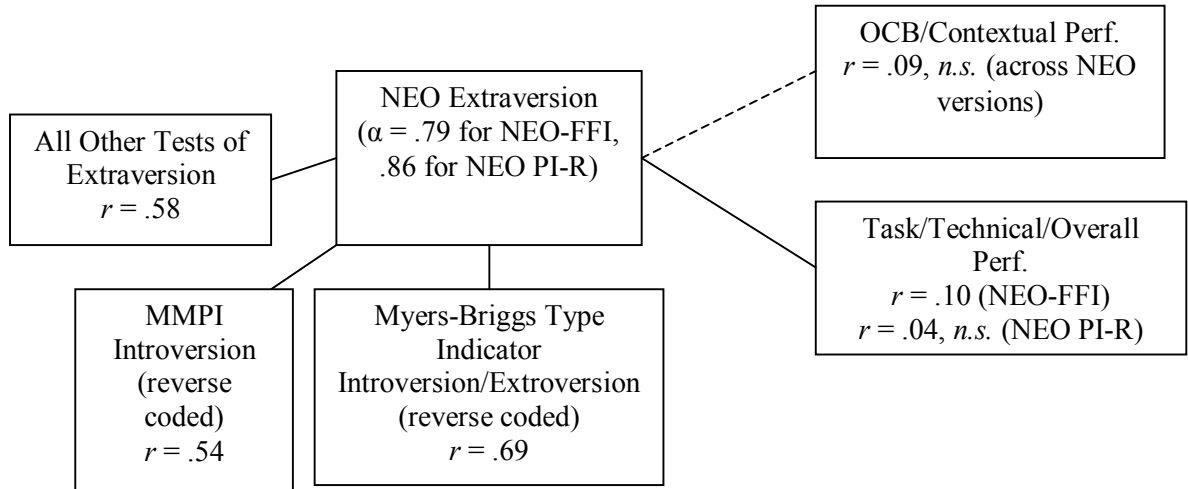 OCB/Contextual Perf.
r = .09, n.s. (across NEO
versions)
NEO Extraversion
(α = .79 for NEO-FFI,
.86 for NEO PI-R)
All Other Tests of
Extraversion
r = .58
Task/Technical/Overall
Perf.
r = .10 (NEO-FFI)
r = .04, n.s. (NEO PI-R)
MMPI
Introversion
(reverse
coded)
r = .54
Myers-Briggs Type
Indicator
Introversion/Extroversion
(reverse coded)
r = .69